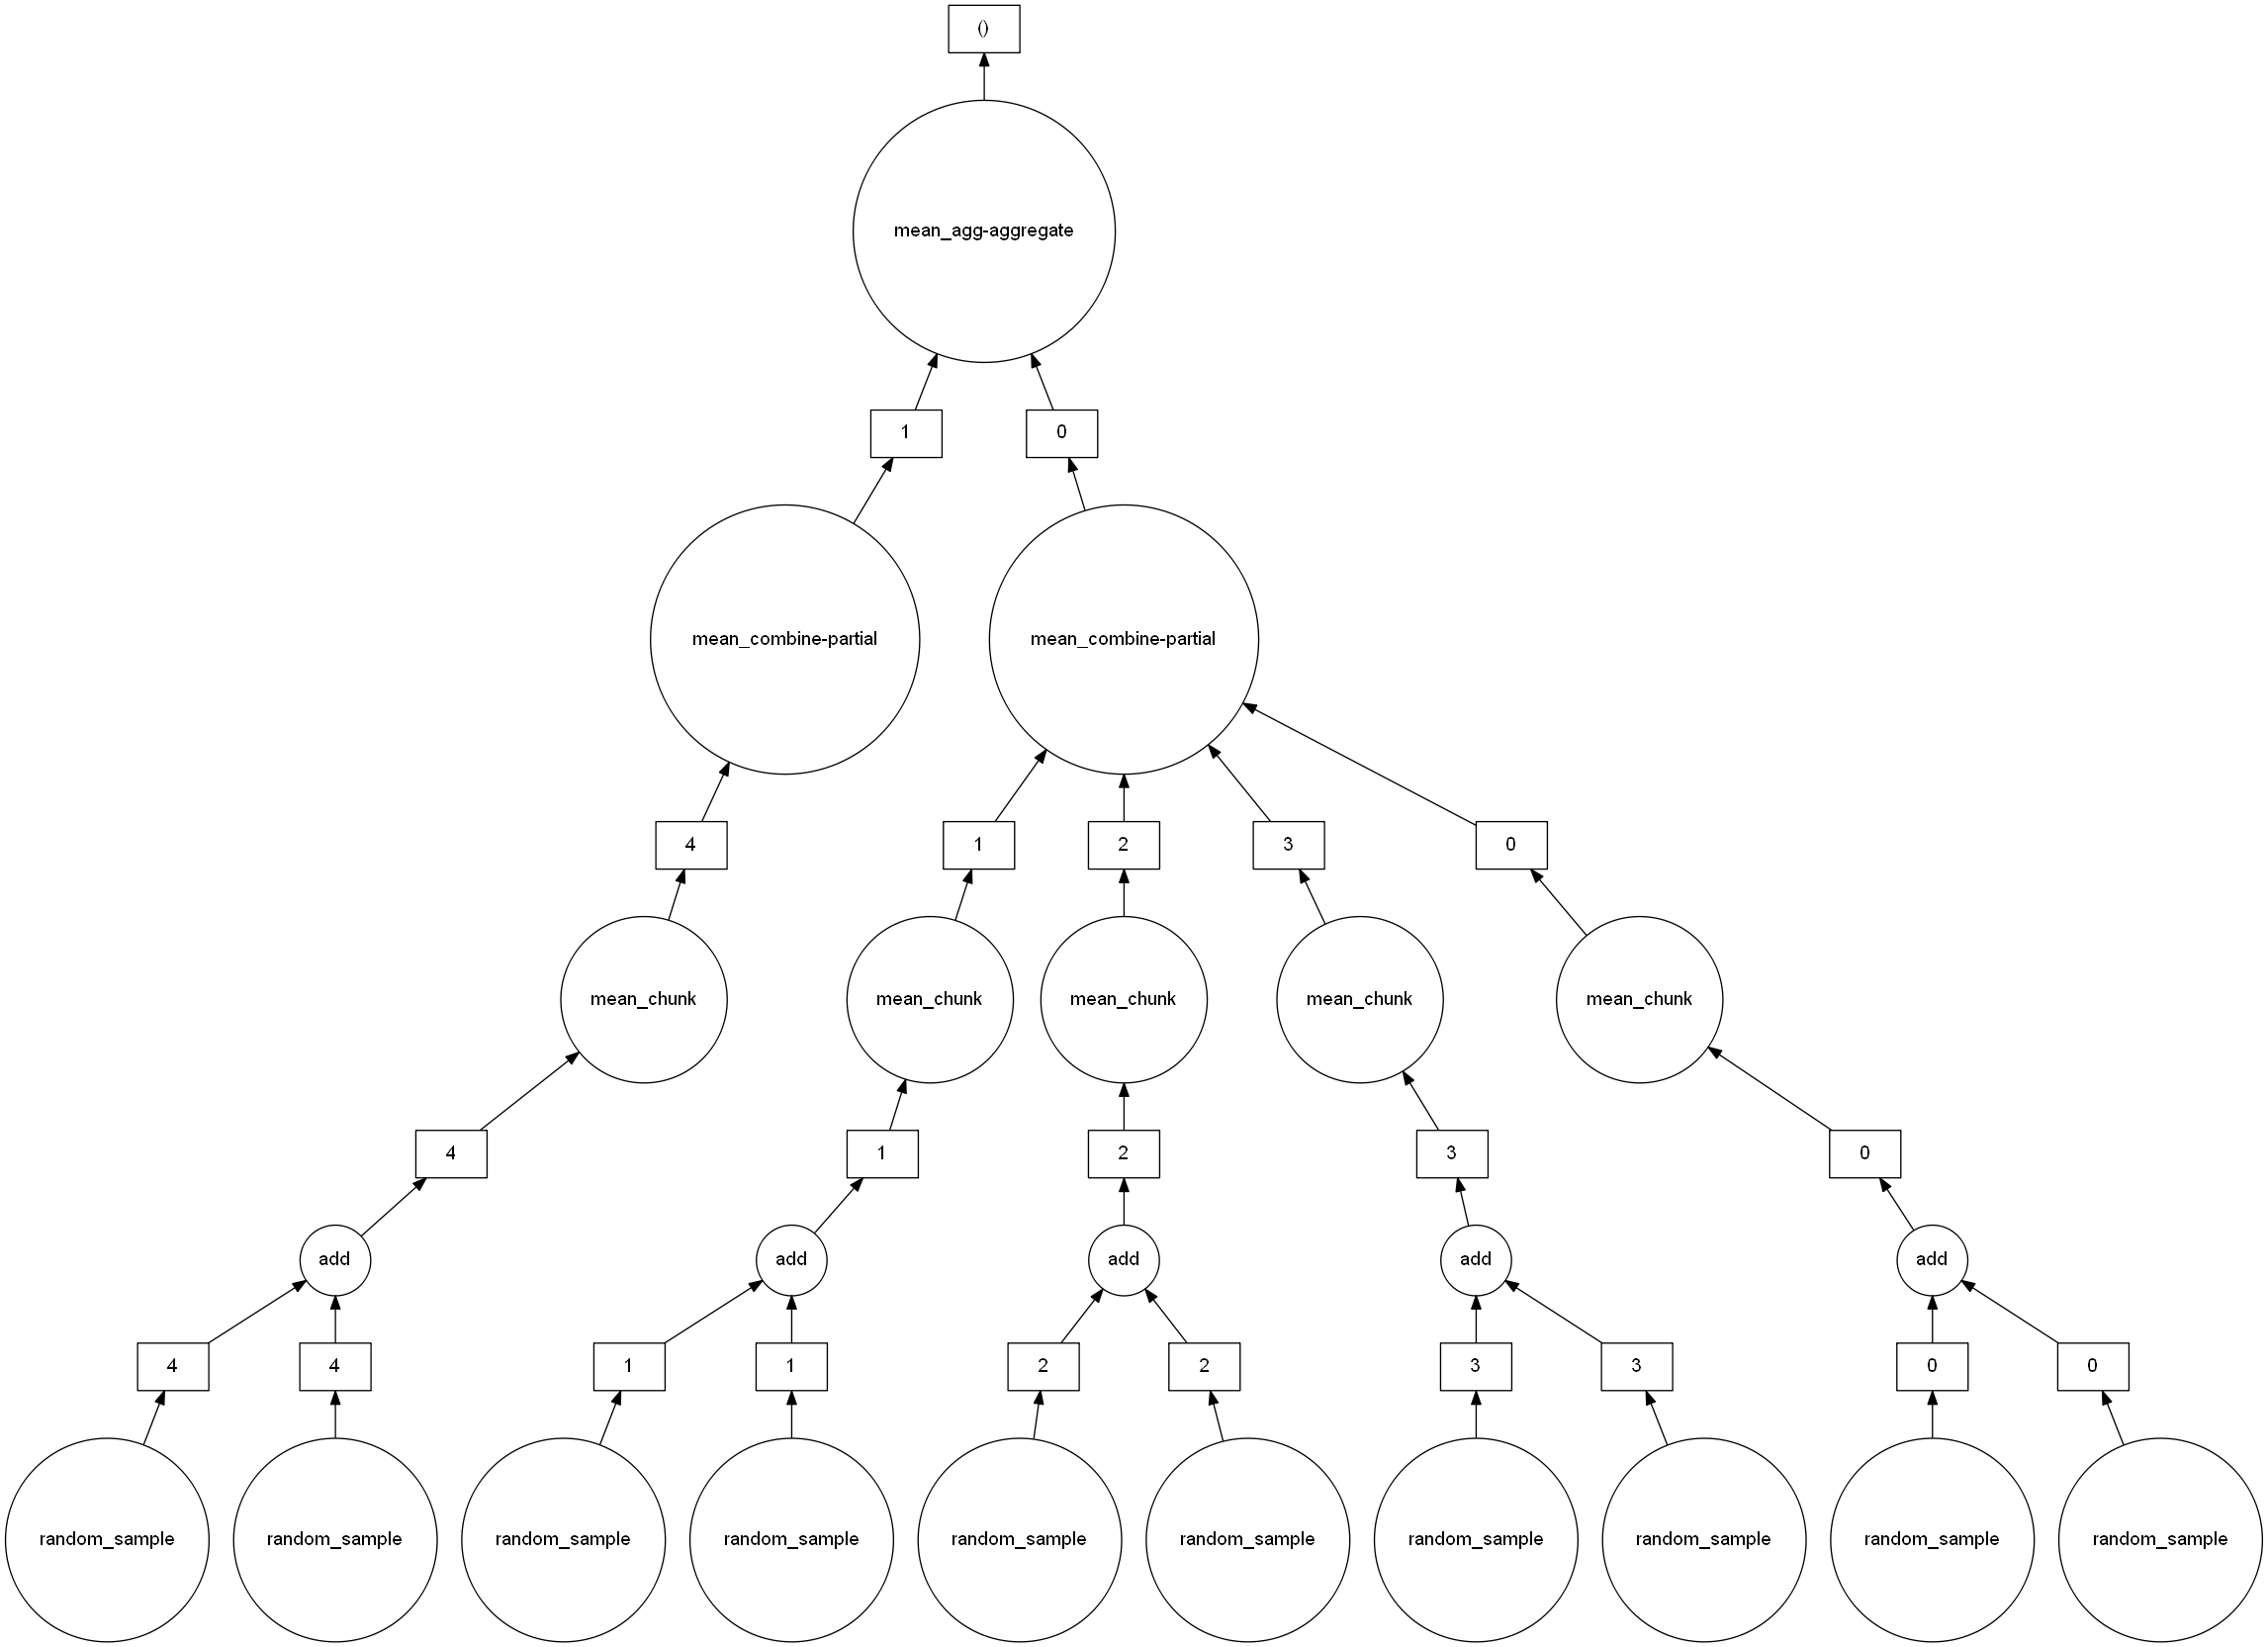 ()
mean_agg-aggregate
1 0
mean_combine-partial mean_combine-partial
4 1 2 3 0
mean_chunk mean_chunk mean_chunk mean_chunk mean_chunk
4 1 2 3 0
add add add add add
4 4 1 1 2 2 3 3 0 0
random_sample random_sample random_sample random_sample random_sample random_sample random_sample random_sample random_sample random_sample